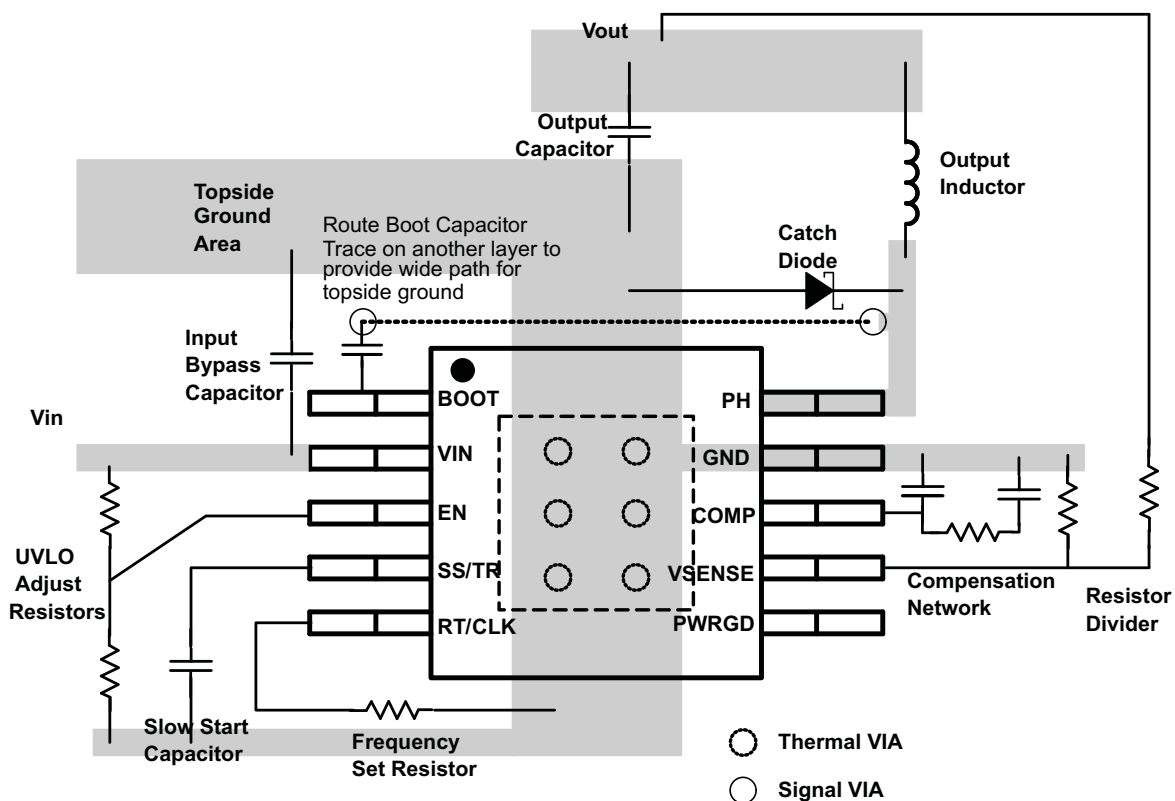 Vout
Output
Capacitor
Output
Inductor
Topside
Ground
Area
Route Boot Capacitor
Trace on another layer to
provide wide path for
topside ground
Catch
Diode
Input
Bypass
Capacitor
Vin
BOOT
VIN
EN
SS/TR
RT/CLK
PH
GND
COMP
VSENSE
PWRGD
UVLO
Adjust
Resistors
Compensation
Network
Resistor
Divider
Slow Start
Capacitor
Frequency
Set Resistor
Thermal VIA
Signal VIA